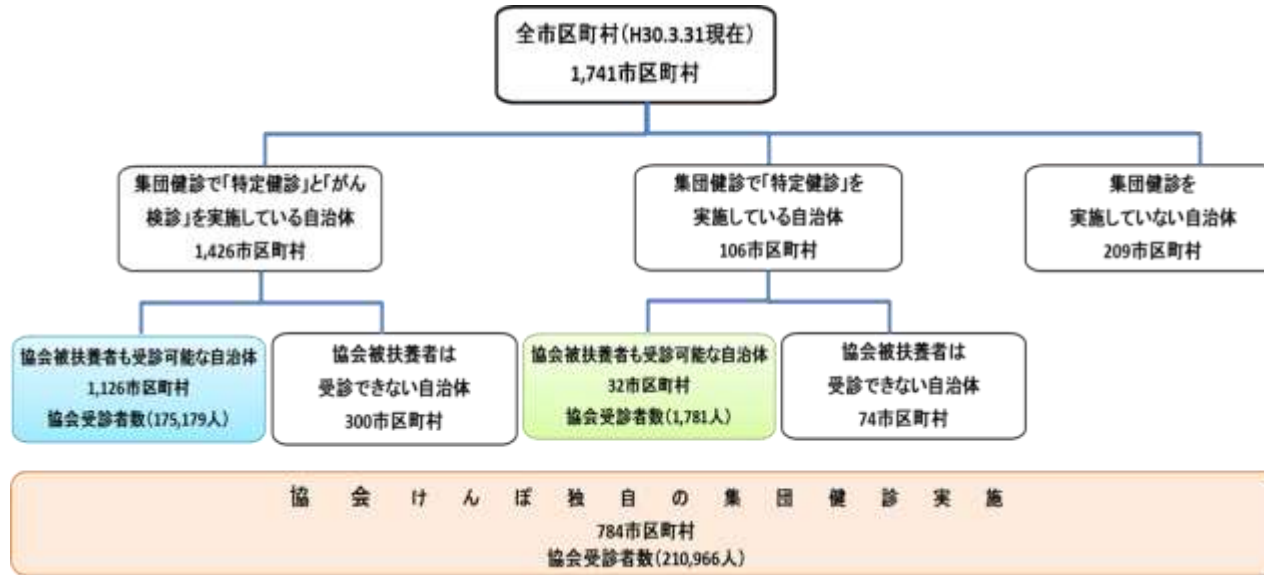 全市区町村(H30.3.31現在)
1,741市区町村
集団健診で「特定健診」と「がん
検診」を実施している自治体
1,426市区町村
集団健診で「特定健診」を
実施している自治体
106市区町村
集団健診を
実施していない自治体
209市区町村
協会被扶養者も受診可能な自治体
1,126市区町村
協会受診者数(175,179人)
協会被扶養者は
受診できない自治体
300市区町村
協会被扶養者も受診可能な自治体
32市区町村
協会受診者数(1,781人)
協会被扶養者は
受診できない自治体
74市区町村
協会けんぽ独自の集団健診実施
784市区町村
協会受診者数(210,966人)